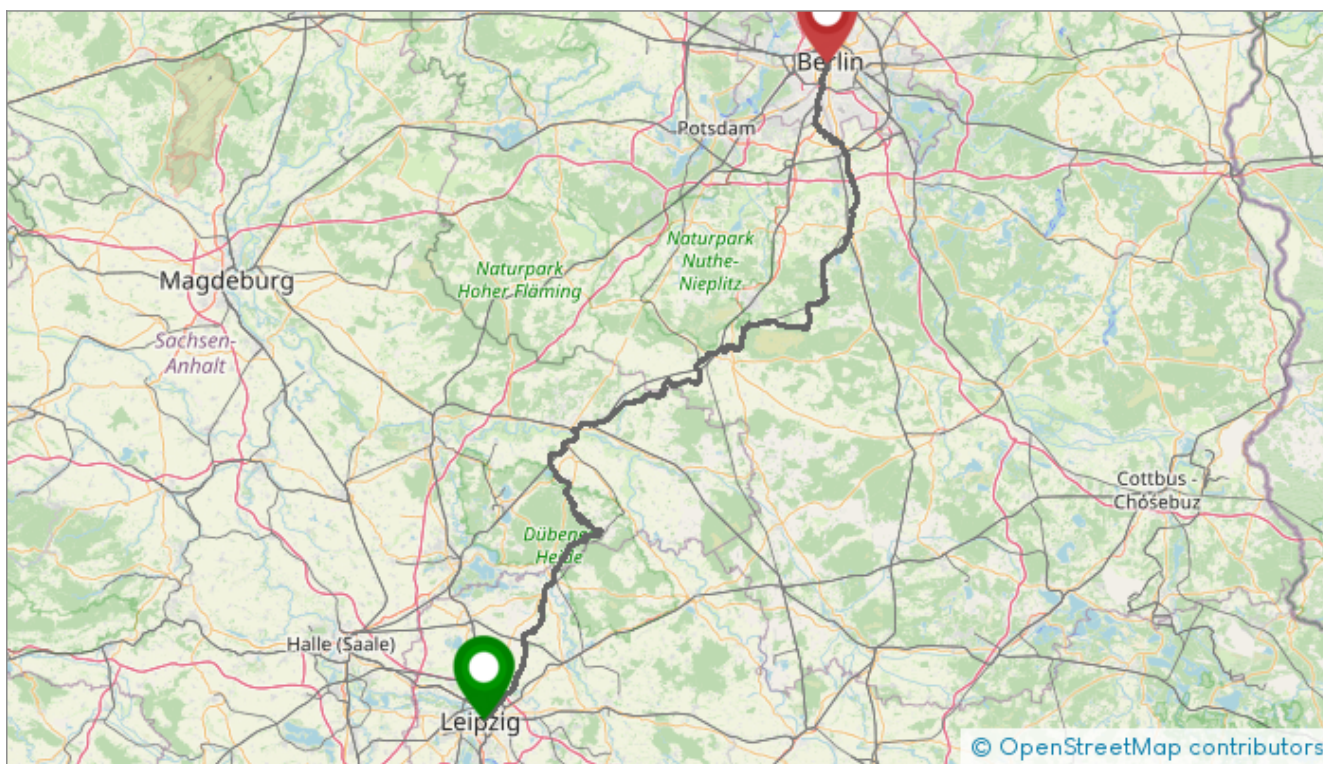 Berlin
Potsdam
Naturpark
Nuthe-
Nieplitz
Naturpark
Hoher Fläming
Magdeburg
Sachsen-
Anhalt
Cottbus -
Chóśebuz
Dübene
Heide
Halle (Saale)
Leipzig
© OpenStreetMap contributors